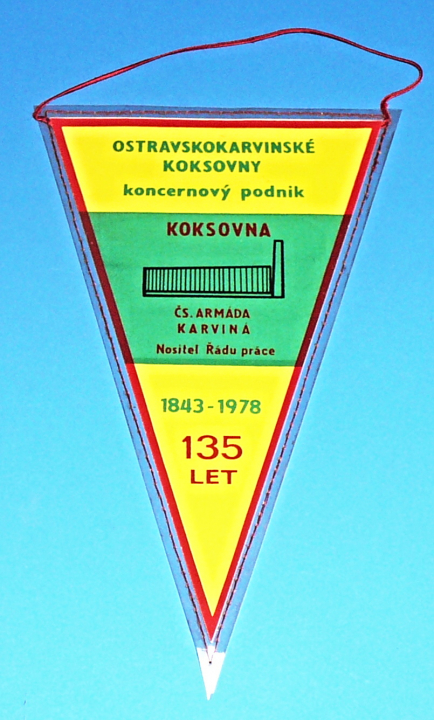 OSTRAVSKOKARVINSKÉ
KOKSOVNY
koncernový podnik
KOKSOVNA
ČS. ARMÁDA
KARVINÁ
Nositel Řádu práce
1843-1978
135
LET